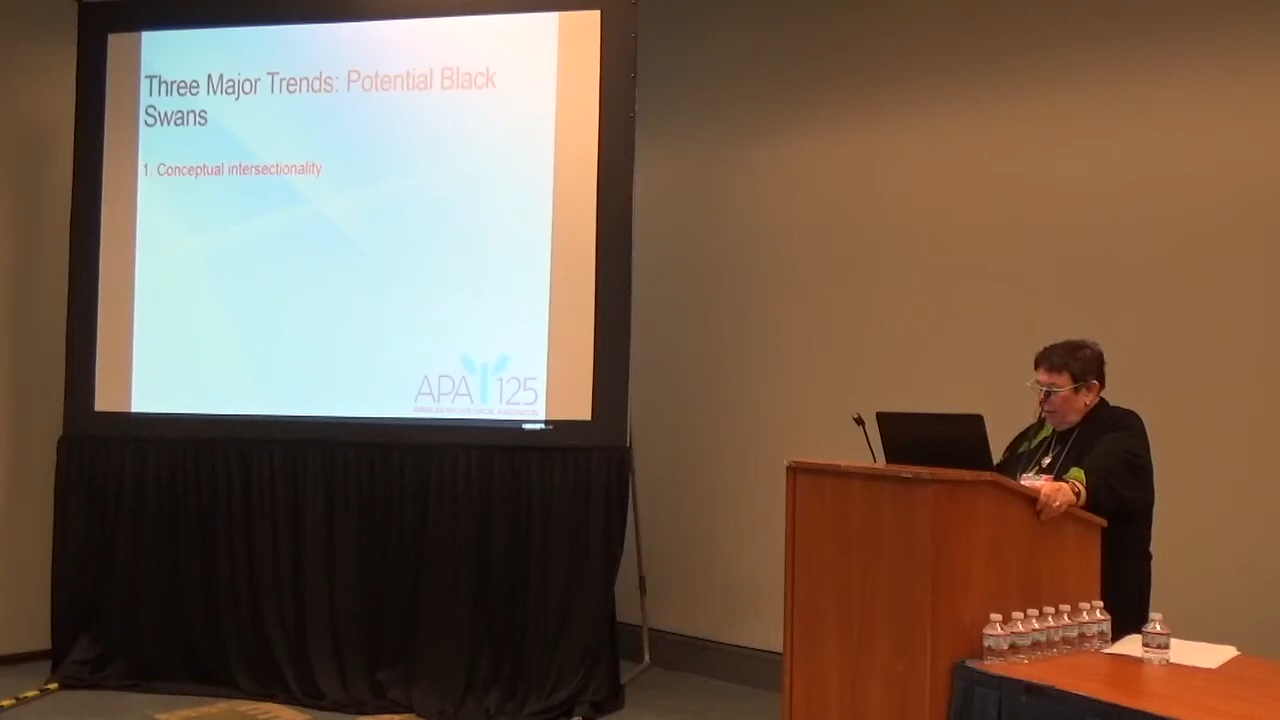 Three Major Trends: Potential Black
Swans
1. Conceptual intersectionality
APA 125
AMERICAN PSYCHOLOGICAL ASSOCIATION